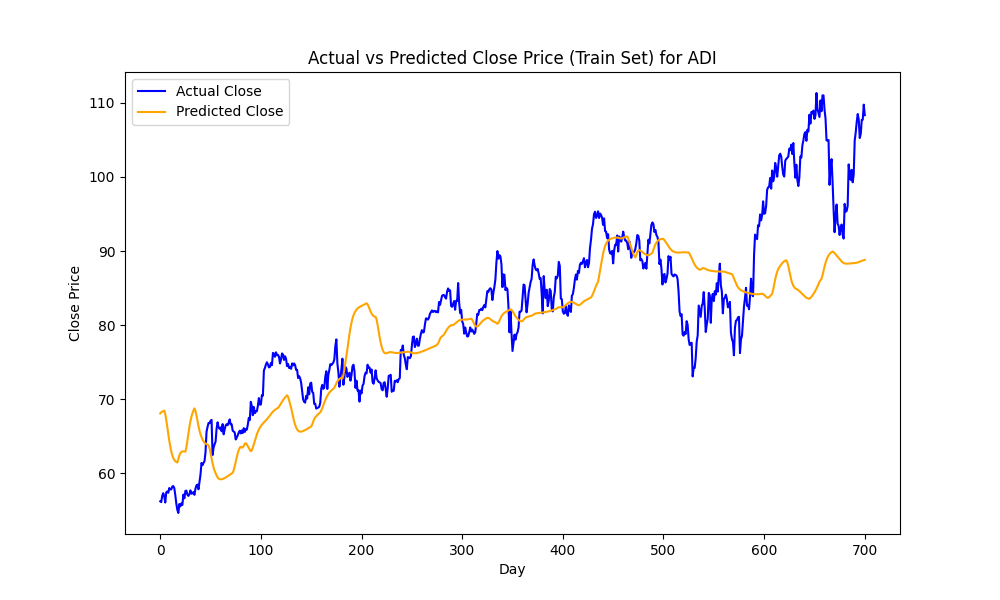 Actual vs Predicted Close Price (Train Set) for ADI
Actual Close
Predicted Close
110
100
90
80
70
60
Close Price
0 100 200 300 400 500 600 700
Day